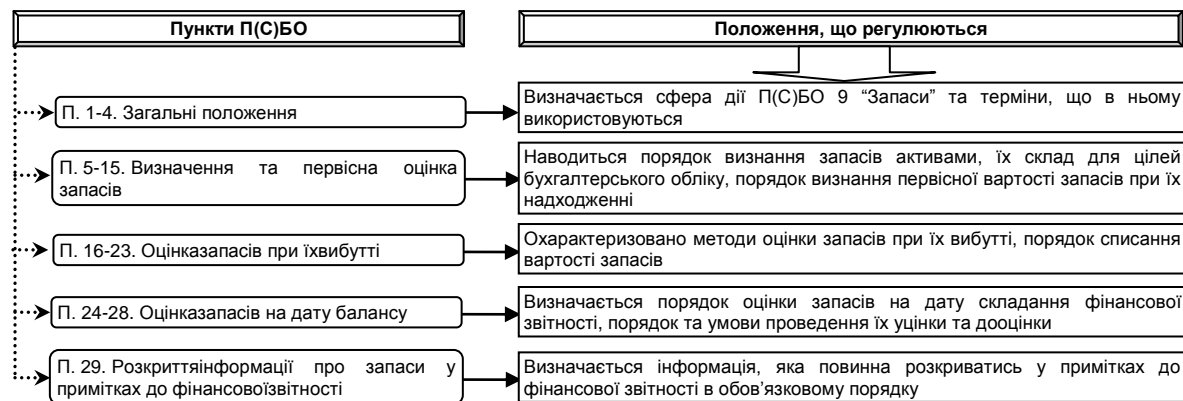 Пункти П(С)БО
Положення, що регулюються
П. 1-4. Загальні положення
Визначається сфера дії П(С)БО 9 “Запаси” та терміни, що в ньому
використовуються
П. 5-15. Визначення та первісна оцінка
запасів
Наводиться порядок визнання запасів активами, їх склад для цілей
бухгалтерського обліку, порядок визнання первісної вартості запасів при їх
надходженні
П. 16-23. Оцінказапасів при їхвибутті
Охарактеризовано методи оцінки запасів при їх вибутті, порядок списання
вартості запасів
П. 24-28. Оцінказапасів на дату балансу
Визначається порядок оцінки запасів на дату складання фінансової
звітності, порядок та умови проведення їх уцінки та дооцінки
П. 29. Розкриттяінформації про запаси у
примітках до фінансовоїзвітності
Визначається інформація, яка повинна розкриватись у примітках до
фінансової звітності в обов’язковому порядку